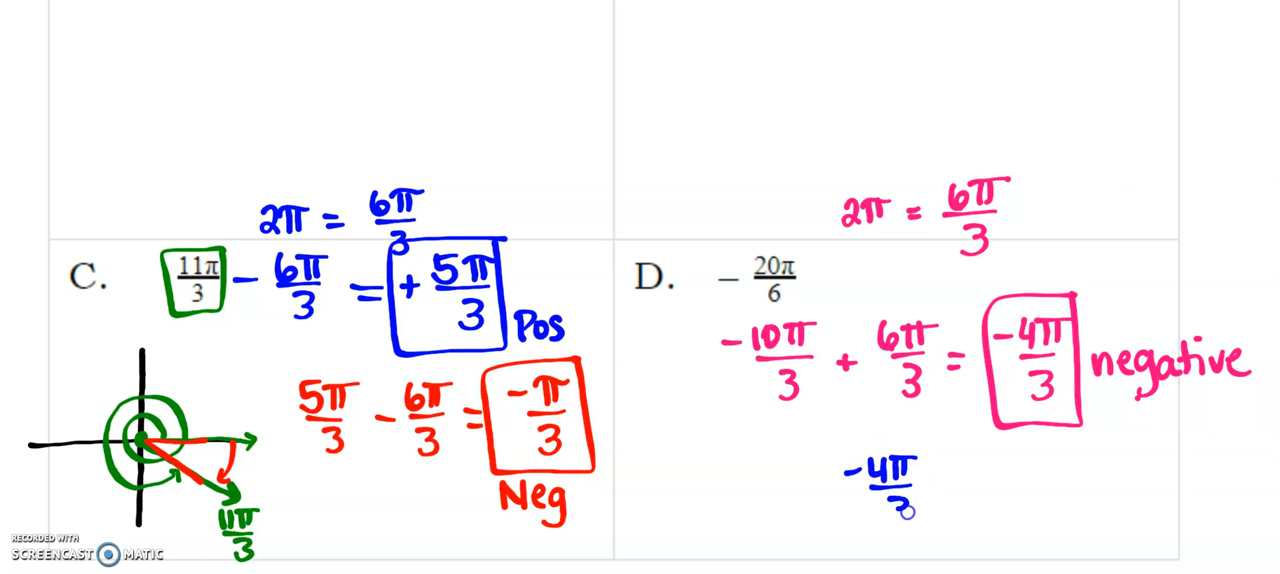 2π = 6π/3
C. 11π/3 - 6π/3 = + 5π/3 Pos
5π/3 - 6π/3 = -π/3
Neg
11π/3
2π = 6π/3
D. - 20π/6
-10π/3 + 6π/3 = -4π/3 negative
-4π/3
RECORDED WITH
SCREENCAST MATIC